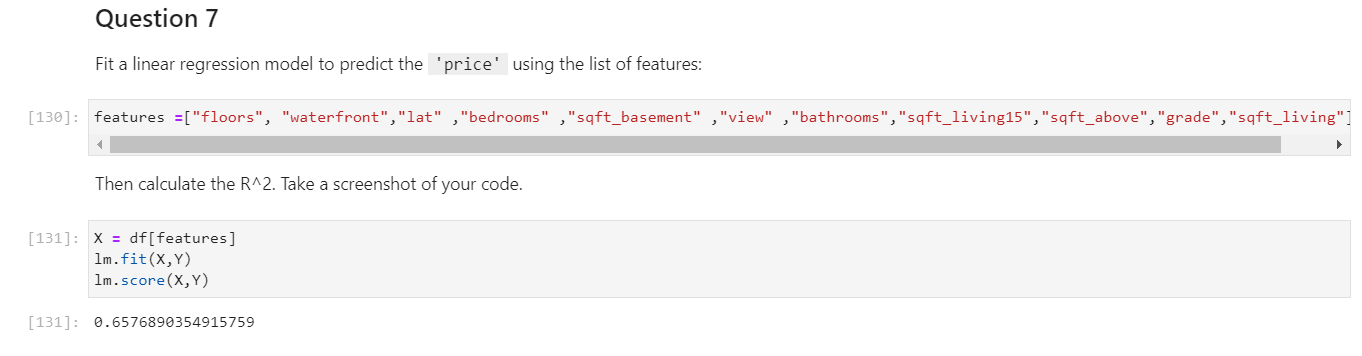 Question 7
Fit a linear regression model to predict the 'price' using the list of features:
[130]: features =["floors", "waterfront","lat" ,"bedrooms" ,"sqft_basement" ,"view" ,"bathrooms","sqft_living15","sqft_above","grade","sqft_living"]
Then calculate the R^2. Take a screenshot of your code.
[131]: X = df[features]
lm.fit(X,Y)
lm.score(X,Y)
[131]: 0.6576890354915759